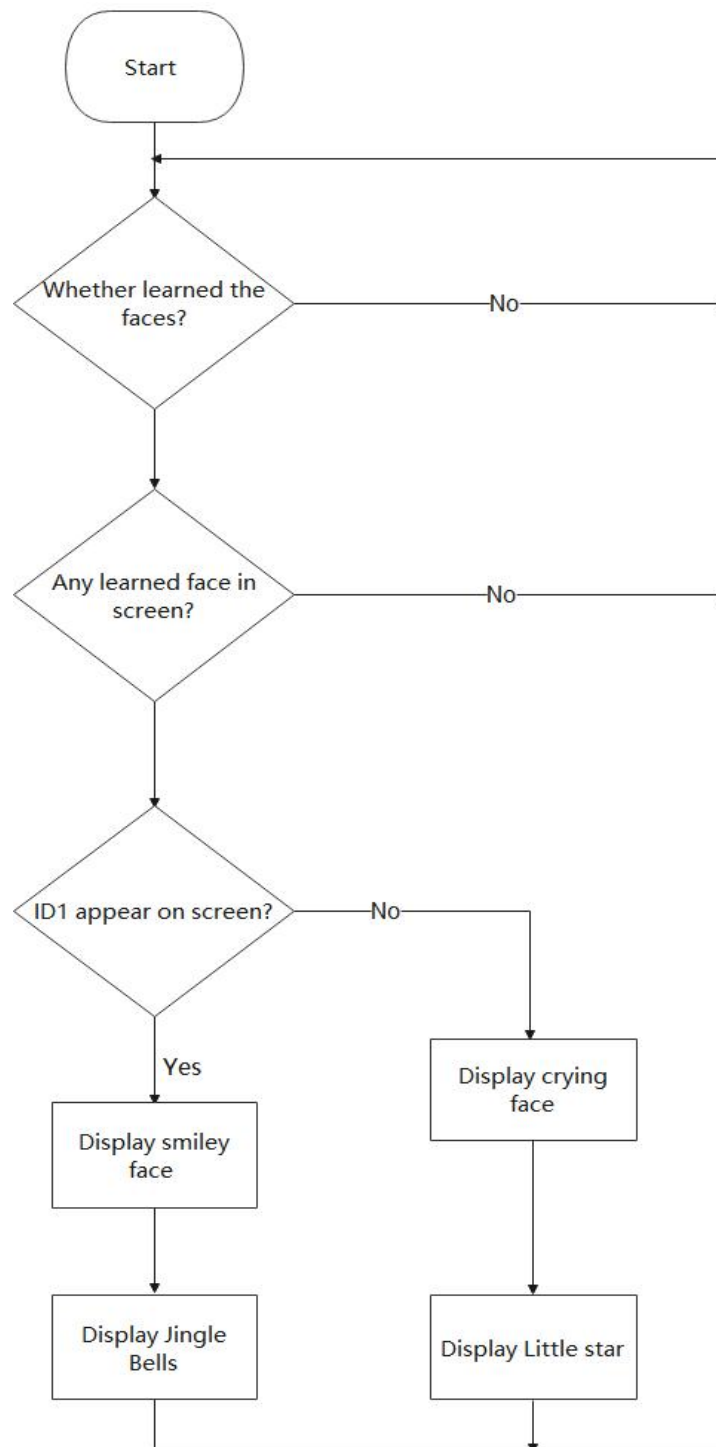 Start
Whether learned the
faces?
No
Any learned face in
screen?
No
ID1 appear on screen?
No
Yes
Display crying
face
Display smiley
face
Display Jingle
Bells
Display Little star